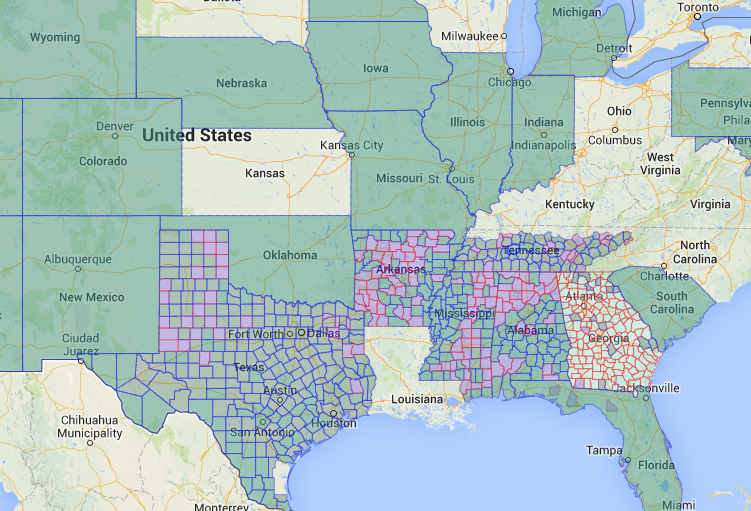 Dakota
Toronto
Michigan
Wyoming
Milwaukee
Detroit
Iowa
Chicago
Nebraska
Pennsylva
Ohio
Phila
Illinois
Indiana
Denver
United States
Columbus
Mary
Indianapolis
Kansas City
Colorado
West
Virginia
Kansas
Missouri
St. Louis
Kentucky
Virginia
Tennessee
North
Carolina
Oklahoma
Albuquerque
Arkansas
Charlotte
New Mexico
Atlanta
South
Carolina
Mississippi
Ciudad
Juárez
Fort Worth
Dallas
Alabama
Georgia
Texas
Austin
Jacksonville
Louisiana
Chihuahua
Municipality
San Antonio
Houston
Tampa
Florida
Monterrey
Miami